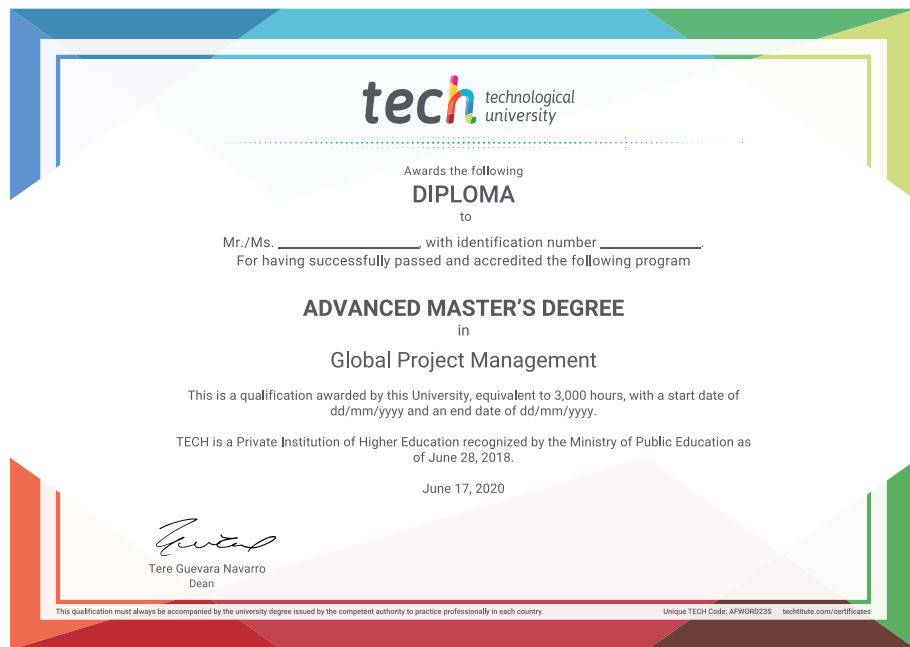 tech technological
university
Awards the following
DIPLOMA
to
Mr./Ms. ____________________, with identification number ______________.
For having successfully passed and accredited the following program
ADVANCED MASTER'S DEGREE
in
Global Project Management
This is a qualification awarded by this University, equivalent to 3,000 hours, with a start date of
dd/mm/yyyy and an end date of dd/mm/yyyy.
TECH is a Private Institution of Higher Education recognized by the Ministry of Public Education as
of June 28, 2018.
June 17, 2020
Tere Guevara Navarro
Dean
This qualification must always be accompanied by the university degree issued by the competent authority to practice professionally in each country.
Unique TECH Code: AFWORD23S techtitute.com/certificates